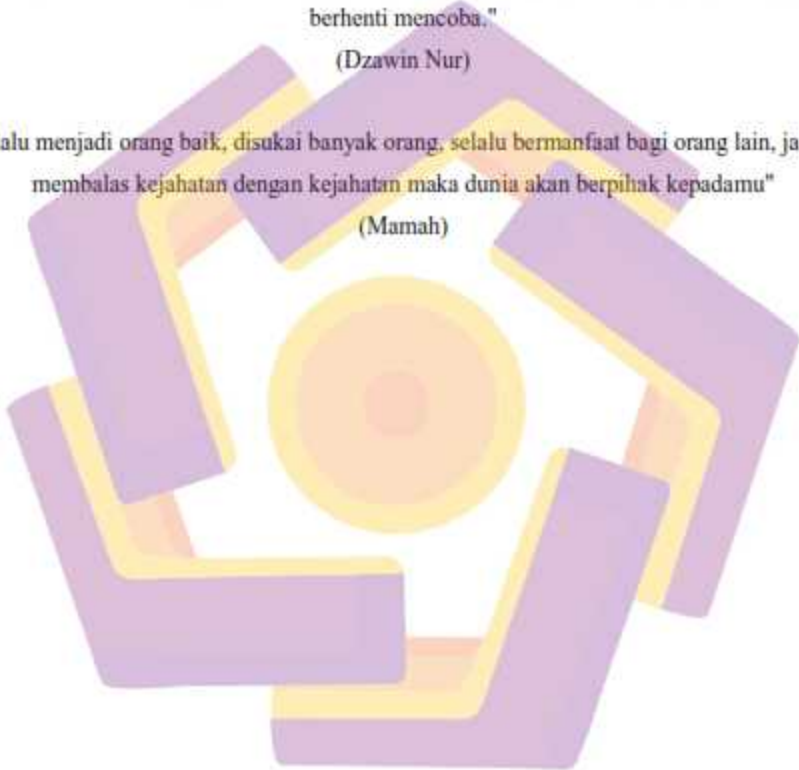 berhenti mencoba."
(Dzawin Nur)
alu menjadi orang baik, disukai banyak orang, selalu bermanfaat bagi orang lain, ja
membalas kejahatan dengan kejahatan maka dunia akan berpihak kepadamu"
(Mamah)